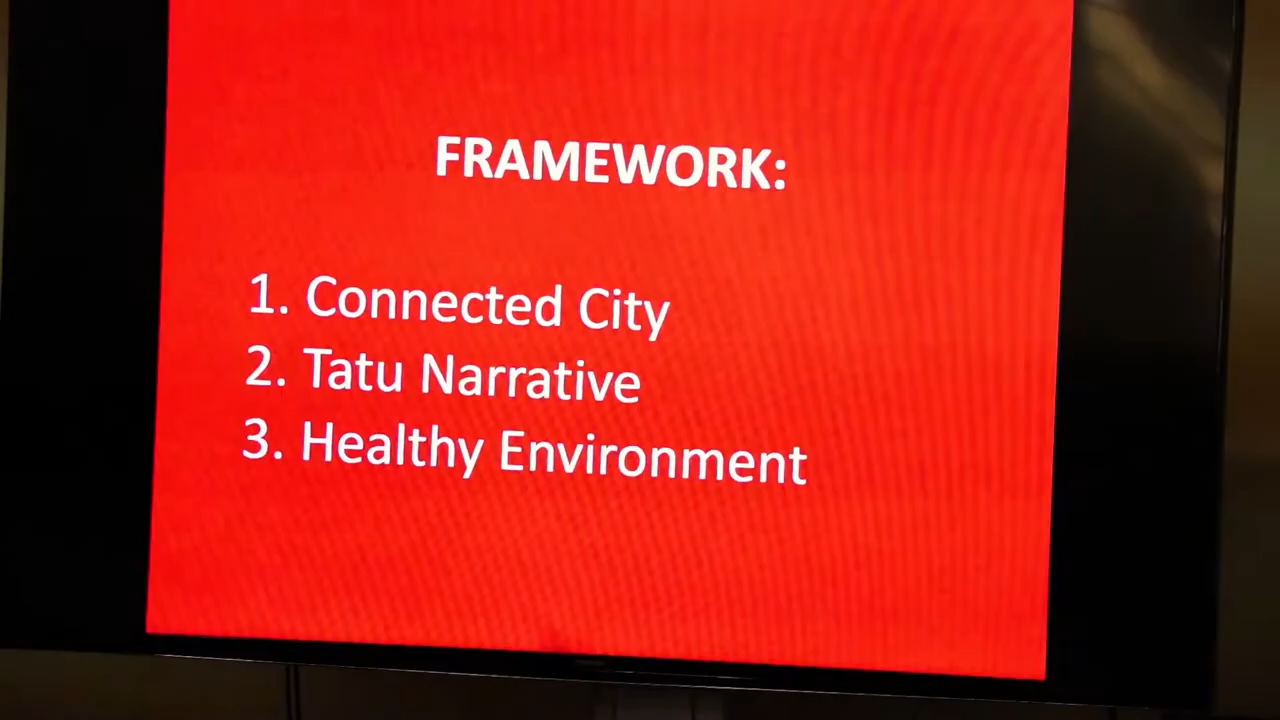 FRAMEWORK:
1. Connected City
2. Tatu Narrative
3. Healthy Environment